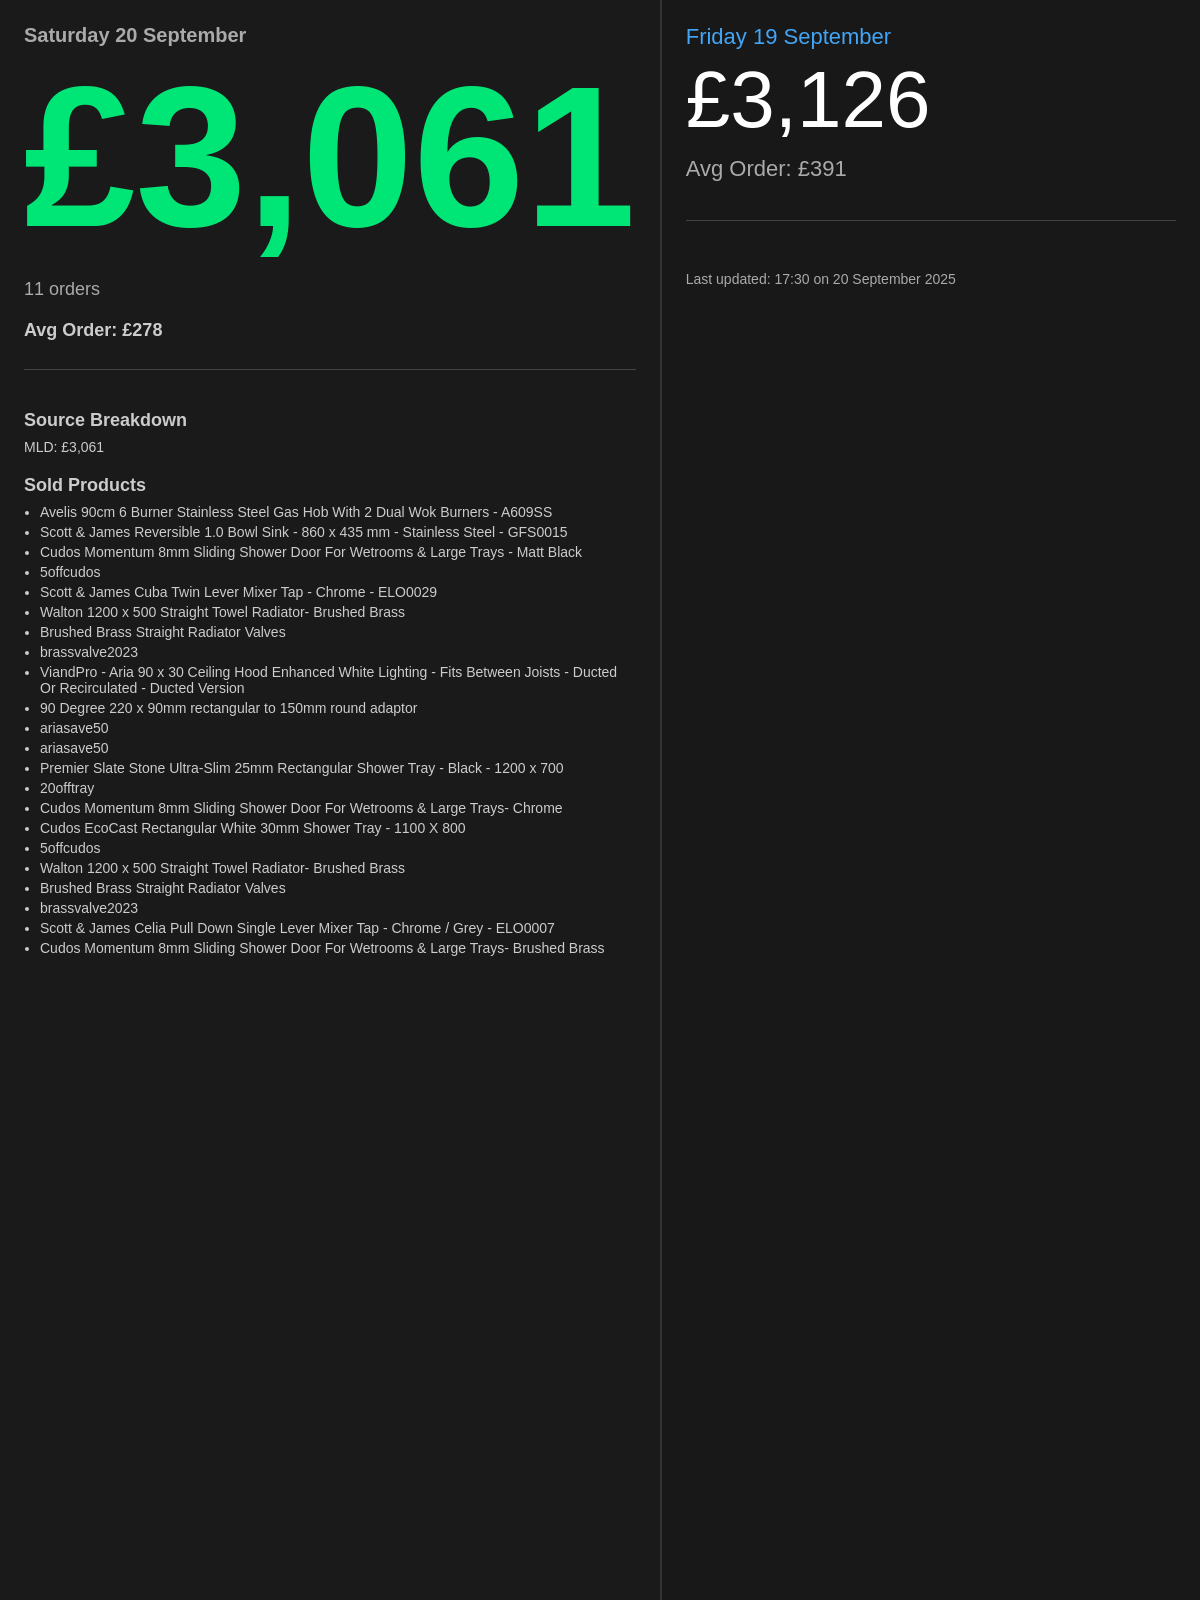 Saturday 20 September
£3,061
11 orders
Avg Order: £278
Source Breakdown
MLD: £3,061
Sold Products
• Avelis 90cm 6 Burner Stainless Steel Gas Hob With 2 Dual Wok Burners - A609SS
• Scott & James Reversible 1.0 Bowl Sink - 860 x 435 mm - Stainless Steel - GFS0015
• Cudos Momentum 8mm Sliding Shower Door For Wetrooms & Large Trays - Matt Black
• 5offcudos
• Scott & James Cuba Twin Lever Mixer Tap - Chrome - ELO0029
• Walton 1200 x 500 Straight Towel Radiator- Brushed Brass
• Brushed Brass Straight Radiator Valves
• brassvalve2023
• ViandPro - Aria 90 x 30 Ceiling Hood Enhanced White Lighting - Fits Between Joists - Ducted
Or Recirculated - Ducted Version
• 90 Degree 220 x 90mm rectangular to 150mm round adaptor
• ariasave50
• ariasave50
• Premier Slate Stone Ultra-Slim 25mm Rectangular Shower Tray - Black - 1200 x 700
• 20offtray
• Cudos Momentum 8mm Sliding Shower Door For Wetrooms & Large Trays- Chrome
• Cudos EcoCast Rectangular White 30mm Shower Tray - 1100 X 800
• 5offcudos
• Walton 1200 x 500 Straight Towel Radiator- Brushed Brass
• Brushed Brass Straight Radiator Valves
• brassvalve2023
• Scott & James Celia Pull Down Single Lever Mixer Tap - Chrome / Grey - ELO0007
• Cudos Momentum 8mm Sliding Shower Door For Wetrooms & Large Trays- Brushed Brass
Friday 19 September
£3,126
Avg Order: £391
Last updated: 17:30 on 20 September 2025